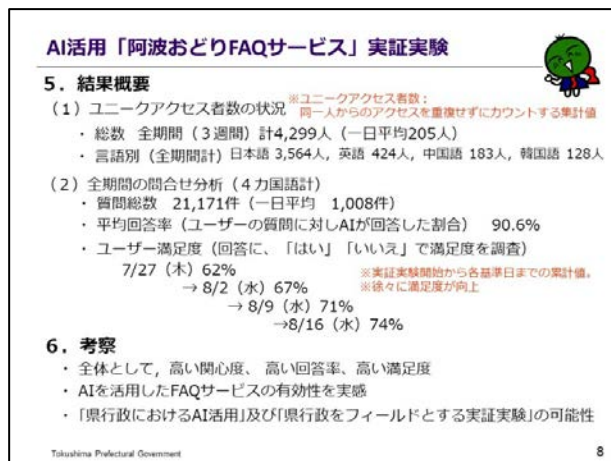 AI活用「阿波おどりFAQサービス」実証実験
5．結果概要
（1）ユニークアクセス者数の状況
※ユニークアクセス者数：
同一人からのアクセスを重複せずにカウントする集計値
・総数 全期間（３週間）計4,299人（一日平均205人）
・言語別（全期間計）日本語 3,564人，英語 424人，中国語 183人，韓国語 128人
（2）全期間の問合せ分析（４カ国語計）
・質問総数 21,171件（一日平均 1,008件）
・平均回答率（ユーザーの質問に対しAIが回答した割合） 90.6%
・ユーザー満足度（回答に、「はい」「いいえ」で満足度を調査）
7/27（木）62%
→ 8/2（水）67%
→ 8/9（水）71%
→8/16（水）74%
※実証実験開始から各基準日までの累計値。
※徐々に満足度が向上
6．考察
・全体として，高い関心度、高い回答率、高い満足度
・AIを活用したFAQサービスの有効性を実感
・「県行政におけるAI活用」及び「県行政をフィールドとする実証実験」の可能性
Tokushima Prefectural Government
8